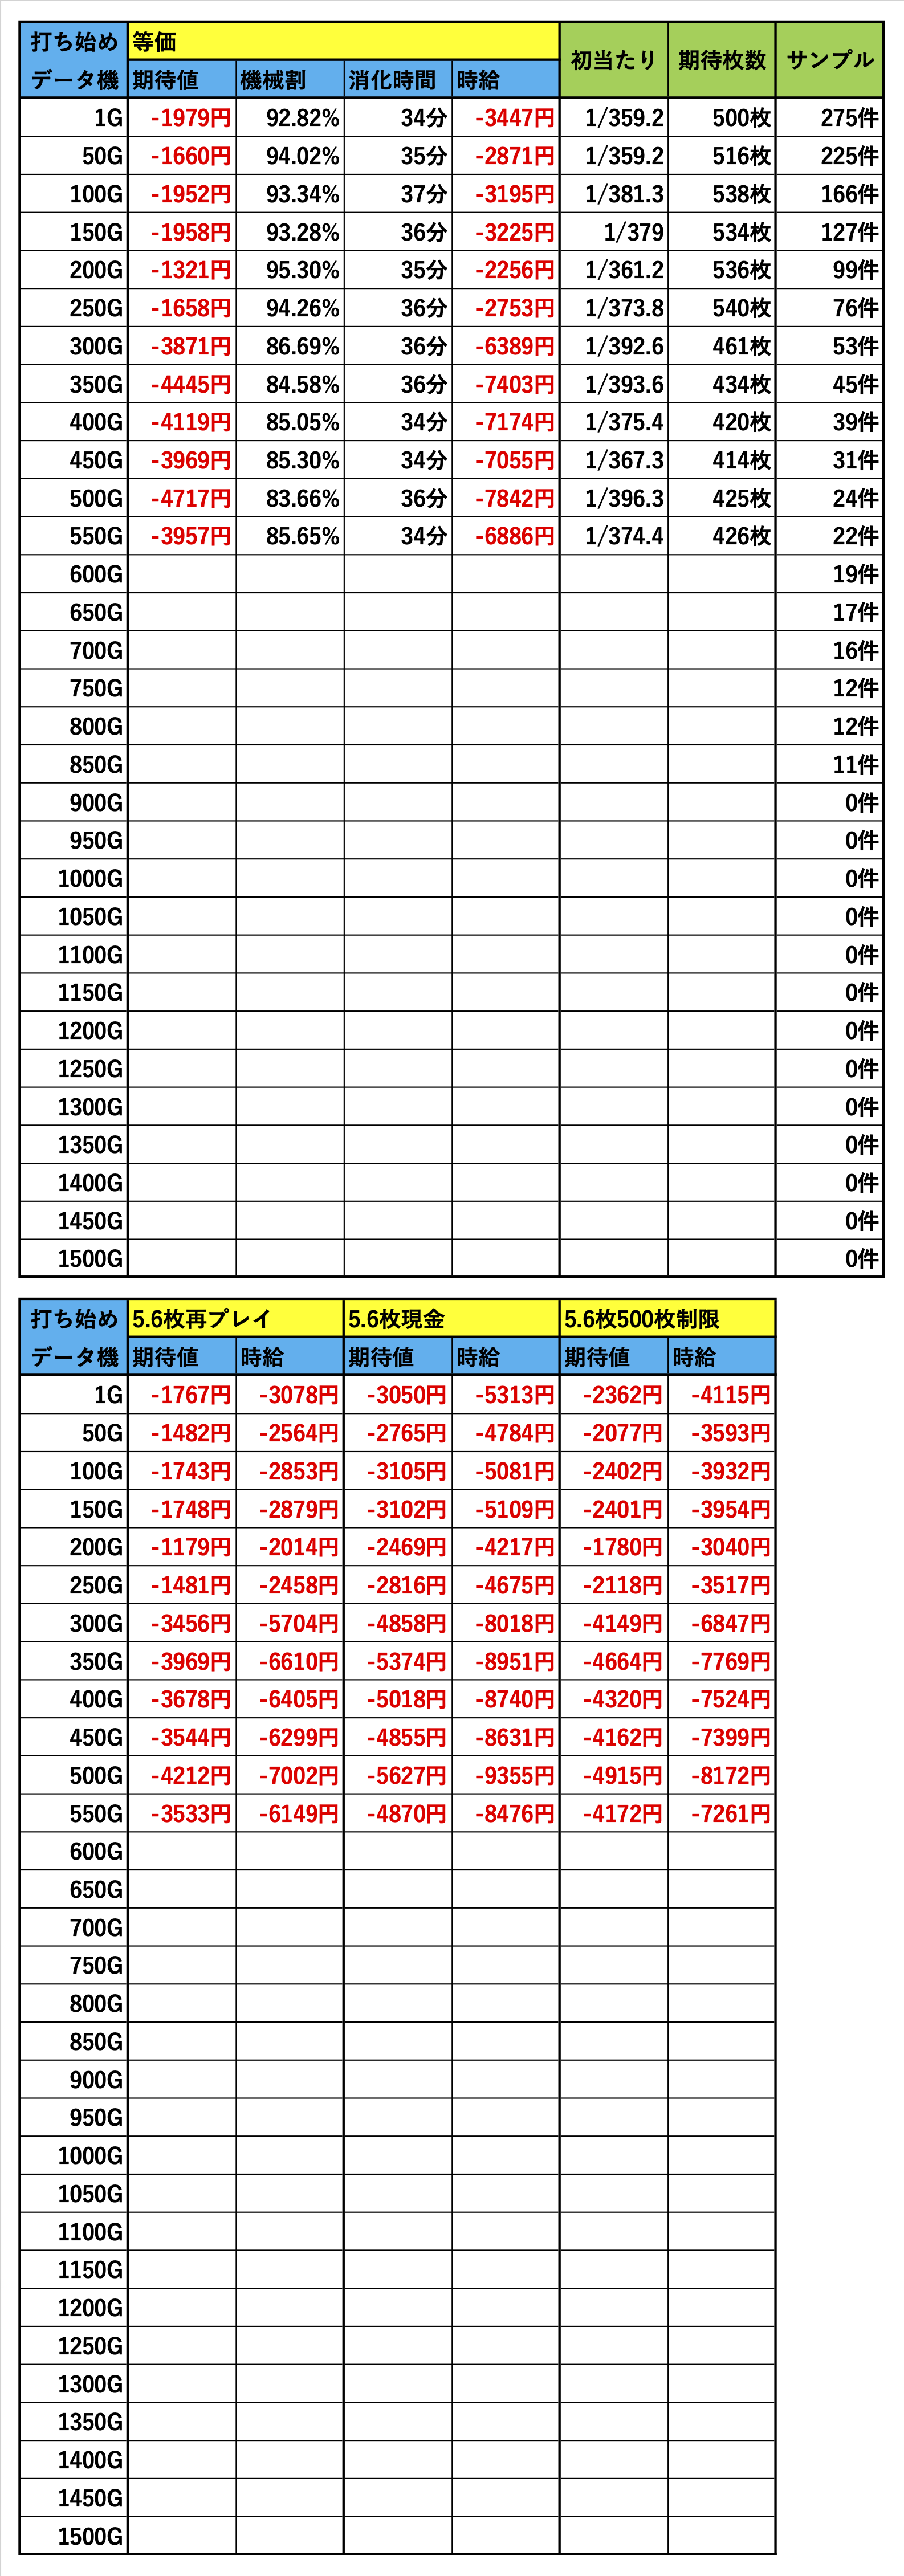 打ち始め 等価 初当たり 期待枚数 サンプル
データ機 期待値 機械割 消化時間 時給
1G -1979円 92.82% 34分 -3447円 1/359.2 500枚 275件
50G -1660円 94.02% 35分 -2871円 1/359.2 516枚 225件
100G -1952円 93.34% 37分 -3195円 1/381.3 538枚 166件
150G -1958円 93.28% 36分 -3225円 1/379 534枚 127件
200G -1321円 95.30% 35分 -2256円 1/361.2 536枚 99件
250G -1658円 94.26% 36分 -2753円 1/373.8 540枚 76件
300G -3871円 86.69% 36分 -6389円 1/392.6 461枚 53件
350G -4445円 84.58% 36分 -7403円 1/393.6 434枚 45件
400G -4119円 85.05% 34分 -7174円 1/375.4 420枚 39件
450G -3969円 85.30% 34分 -7055円 1/367.3 414枚 31件
500G -4717円 83.66% 36分 -7842円 1/396.3 425枚 24件
550G -3957円 85.65% 34分 -6886円 1/374.4 426枚 22件
600G 19件
650G 17件
700G 16件
750G 12件
800G 12件
850G 11件
900G 0件
950G 0件
1000G 0件
1050G 0件
1100G 0件
1150G 0件
1200G 0件
1250G 0件
1300G 0件
1350G 0件
1400G 0件
1450G 0件
1500G 0件
打ち始め 5.6枚再プレイ 5.6枚現金 5.6枚500枚制限
データ機 期待値 時給 期待値 時給 期待値 時給
1G -1767円 -3078円 -3050円 -5313円 -2362円 -4115円
50G -1482円 -2564円 -2765円 -4784円 -2077円 -3593円
100G -1743円 -2853円 -3105円 -5081円 -2402円 -3932円
150G -1748円 -2879円 -3102円 -5109円 -2401円 -3954円
200G -1179円 -2014円 -2469円 -4217円 -1780円 -3040円
250G -1481円 -2458円 -2816円 -4675円 -2118円 -3517円
300G -3456円 -5704円 -4858円 -8018円 -4149円 -6847円
350G -3969円 -6610円 -5374円 -8951円 -4664円 -7769円
400G -3678円 -6405円 -5018円 -8740円 -4320円 -7524円
450G -3544円 -6299円 -4855円 -8631円 -4162円 -7399円
500G -4212円 -7002円 -5627円 -9355円 -4915円 -8172円
550G -3533円 -6149円 -4870円 -8476円 -4172円 -7261円
600G
650G
700G
750G
800G
850G
900G
950G
1000G
1050G
1100G
1150G
1200G
1250G
1300G
1350G
1400G
1450G
1500G